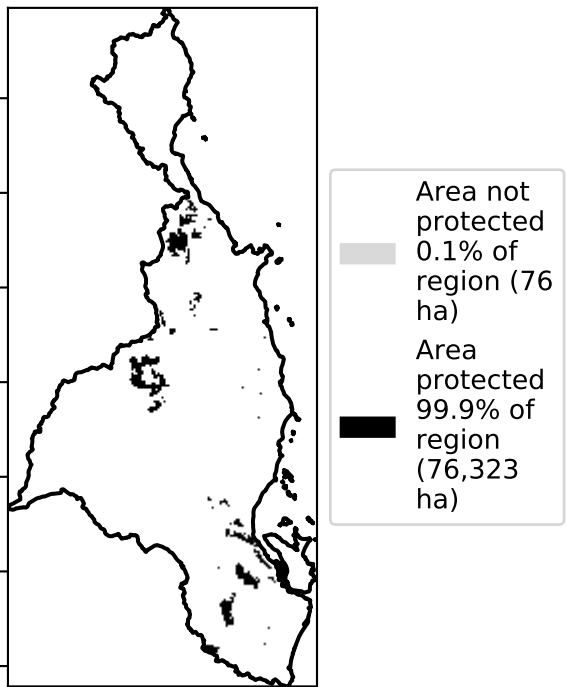 Area not
protected
0.1% of
region (76
ha)
Area
protected
99.9% of
region
(76,323
ha)